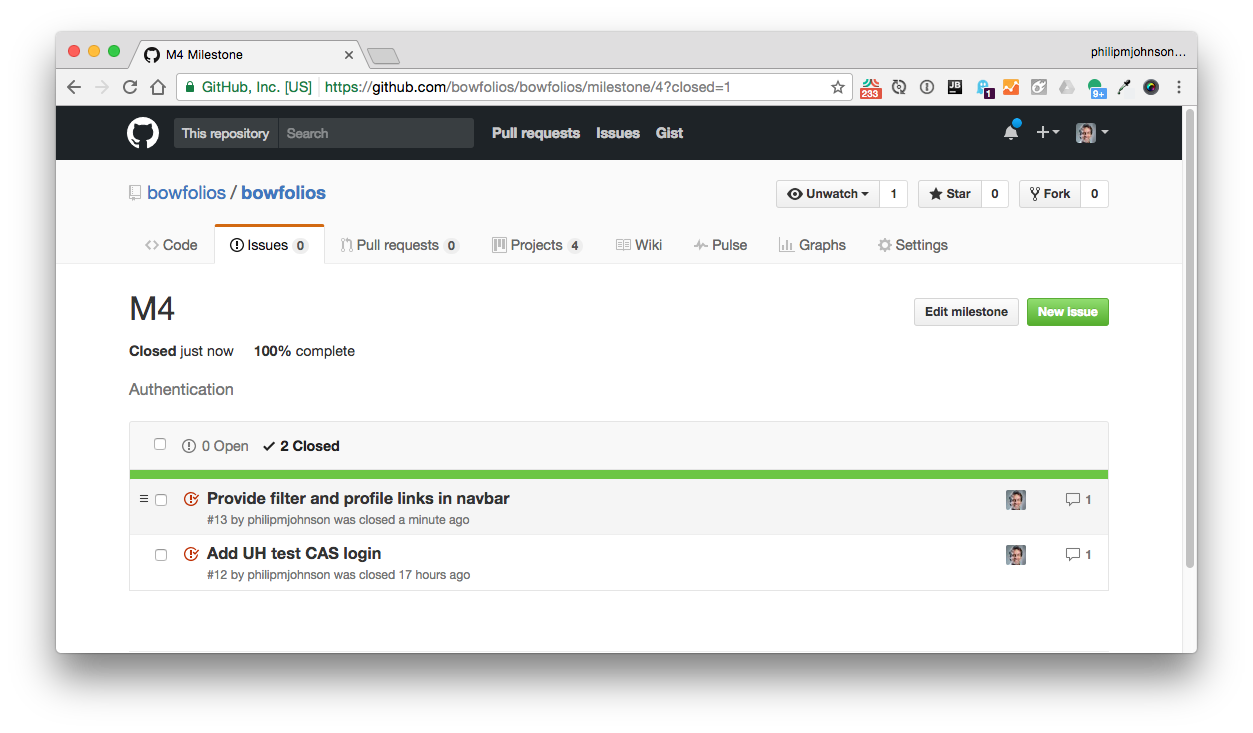 M4 Milestone
philipmjohnson...
GitHub, Inc. [US] https://github.com/bowfolios/bowfolios/milestone/4?closed=1
233 JB 1 9+
This repository Search Pull requests Issues Gist
bowfolios / bowfolios
Unwatch 1 Star 0 Fork 0
Code Issues 0 Pull requests 0 Projects 4 Wiki Pulse Graphs Settings
M4
Edit milestone New issue
Closed just now 100% complete
Authentication
0 Open 2 Closed
Provide filter and profile links in navbar 1
#13 by philipmjohnson was closed a minute ago
Add UH test CAS login 1
#12 by philipmjohnson was closed 17 hours ago